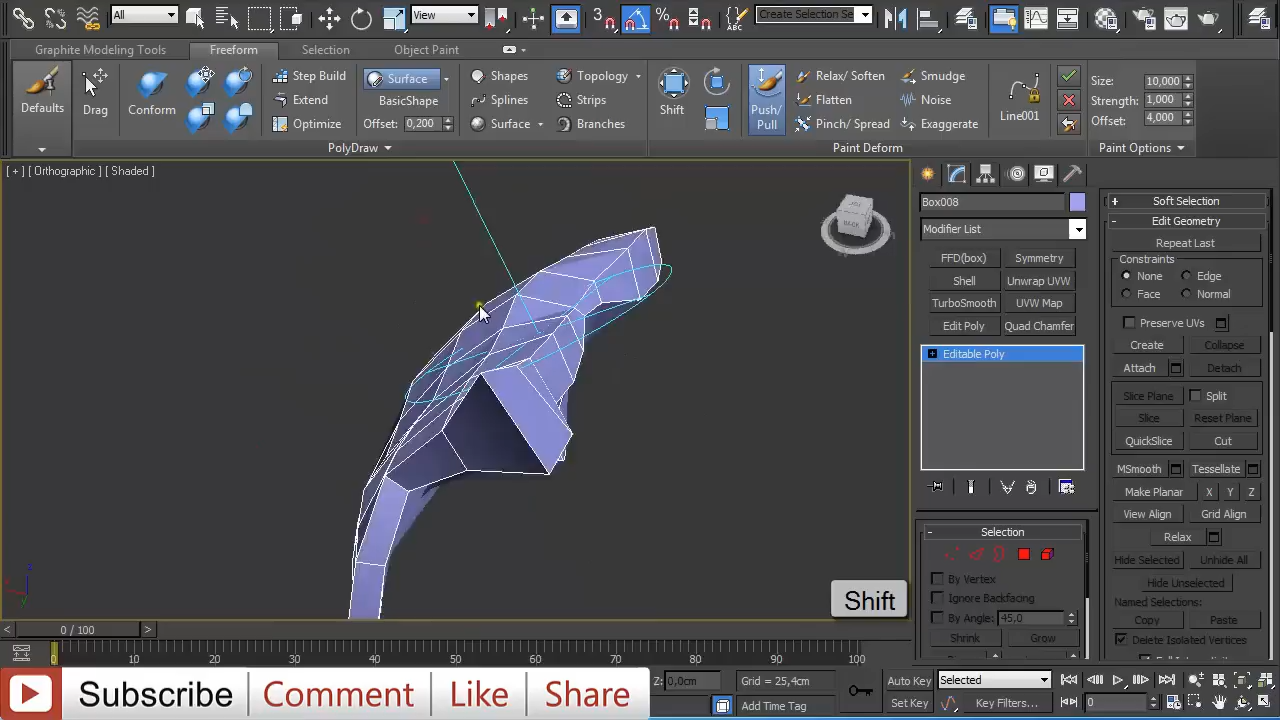 All
View
3
%
ABC
Create Selection Se
Graphite Modeling Tools
Freeform
Selection
Object Paint
Defaults
Drag
Conform
Step Build
Extend
Optimize
Surface
BasicShape
Offset: 0,200
Shapes
Splines
Surface
Topology
Strips
Branches
PolyDraw
Shift
Push/
Pull
Relax/ Soften
Flatten
Pinch/ Spread
Smudge
Noise
Exaggerate
Line001
Paint Deform
Size: 10,000
Strength: 1,000
Offset: 4,000
Paint Options
[ + ] [ Orthographic ] [ Shaded ]
BACK
Box008
Modifier List
FFD(box)
Symmetry
Shell
Unwrap UVW
TurboSmooth
UVW Map
Edit Poly
Quad Chamfer
Editable Poly
Selection
By Vertex
Ignore Backfacing
By Angle: 45,0
Shrink
Grow
Soft Selection
Edit Geometry
Repeat Last
Constraints
None
Edge
Face
Normal
Preserve UVs
Create
Collapse
Attach
Detach
Slice Plane
Split
Slice
Reset Plane
QuickSlice
Cut
MSmooth
Tessellate
Make Planar
X
Y
Z
View Align
Grid Align
Relax
Hide Selected
Unhide All
Hide Unselected
Named Selections:
Copy
Paste
Delete Isolated Vertices
Shift
0 / 100
0
10
20
30
40
50
60
70
80
90
100
Subscribe
Comment
Like
Share
Z: 0,0cm
Grid = 25,4cm
Add Time Tag
Auto Key
Selected
Set Key
Key Filters...
0